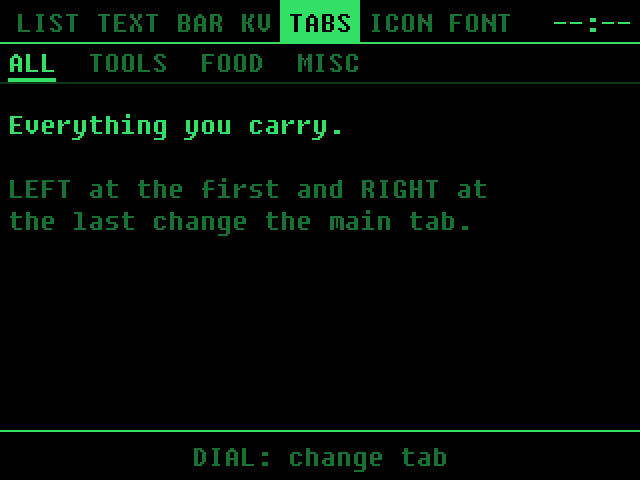 LIST TEXT BAR KV TABS ICON FONT --:--
ALL TOOLS FOOD MISC
Everything you carry.
LEFT at the first and RIGHT at
the last change the main tab.
DIAL: change tab